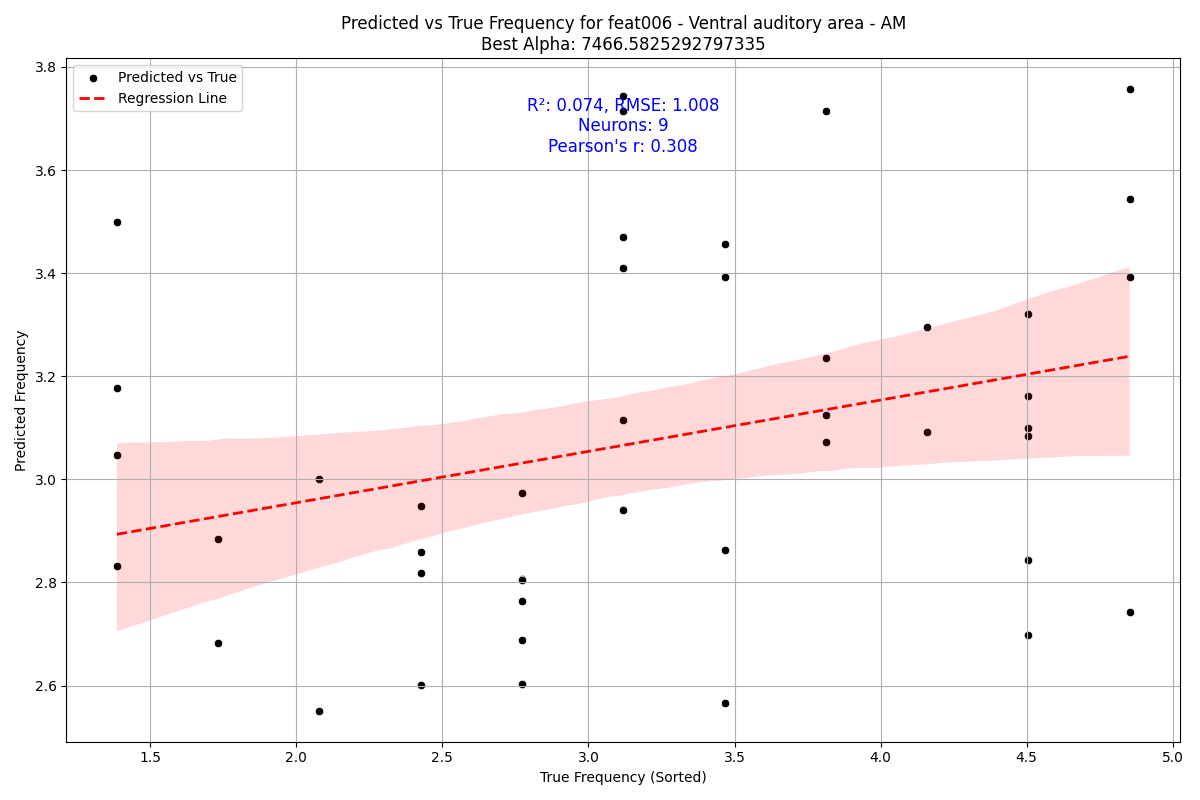 Predicted vs True Frequency for feat006 - Ventral auditory area - AM
Best Alpha: 7466.5825292797335
Predicted vs True
Regression Line
R²: 0.074, RMSE: 1.008
Neurons: 9
Pearson's r: 0.308
Predicted Frequency
3.8
3.6
3.4
3.2
3.0
2.8
2.6
1.5 2.0 2.5 3.0 3.5 4.0 4.5 5.0
True Frequency (Sorted)